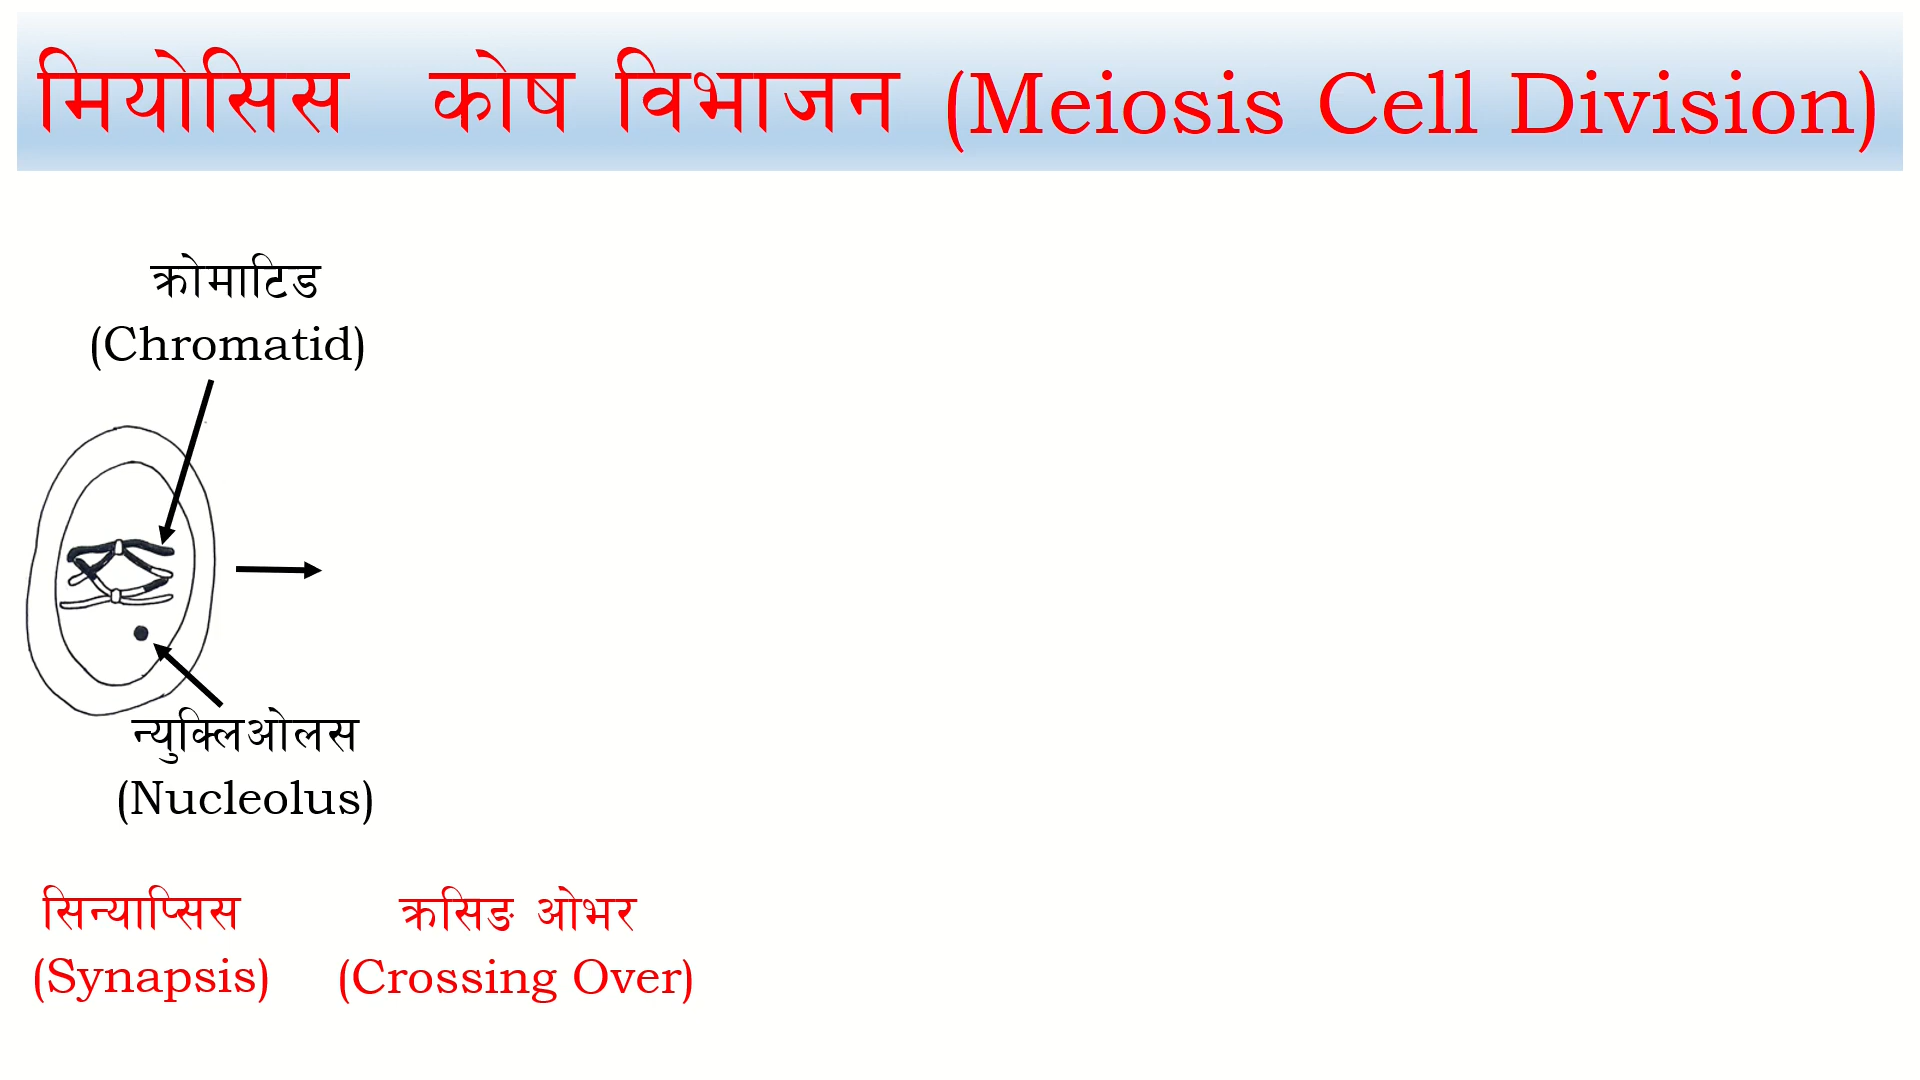 मियोसिस कोष विभाजन (Meiosis Cell Division)
क्रोमाटिड
(Chromatid)
न्युक्लिओलस
(Nucleolus)
सिन्याप्सिस
(Synapsis)
क्रसिङ ओभर
(Crossing Over)